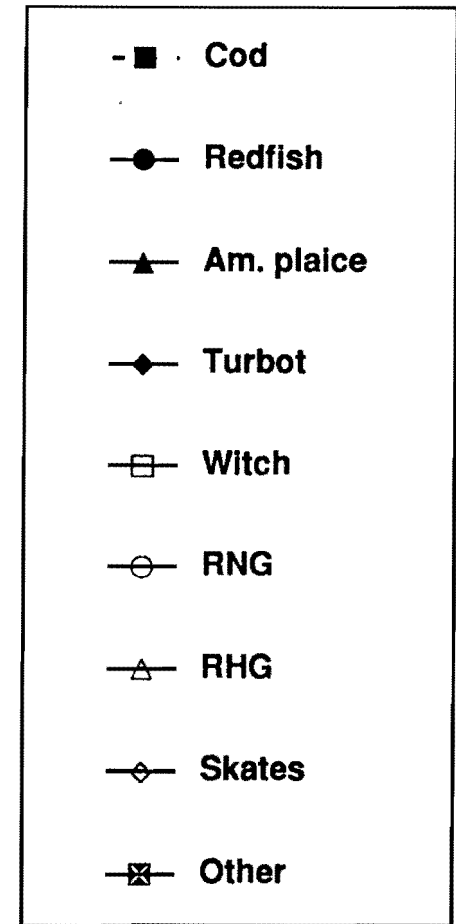 Cod
Redfish
Am. plaice
Turbot
Witch
RNG
RHG
Skates
Other